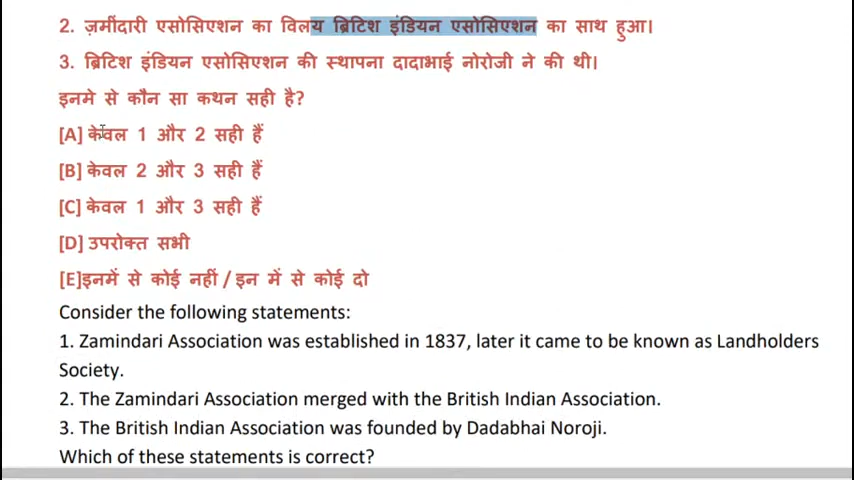 2. ज़मींदारी एसोसिएशन का विलय ब्रिटिश इंडियन एसोसिएशन का साथ हुआ।
3. ब्रिटिश इंडियन एसोसिएशन की स्थापना दादाभाई नोरोजी ने की थी।
इनमे से कौन सा कथन सही है?
[A] केवल 1 और 2 सही हैं
[B] केवल 2 और 3 सही हैं
[C] केवल 1 और 3 सही हैं
[D] उपरोक्त सभी
[E]इनमें से कोई नहीं / इन में से कोई दो
Consider the following statements:
1. Zamindari Association was established in 1837, later it came to be known as Landholders
Society.
2. The Zamindari Association merged with the British Indian Association.
3. The British Indian Association was founded by Dadabhai Noroji.
Which of these statements is correct?